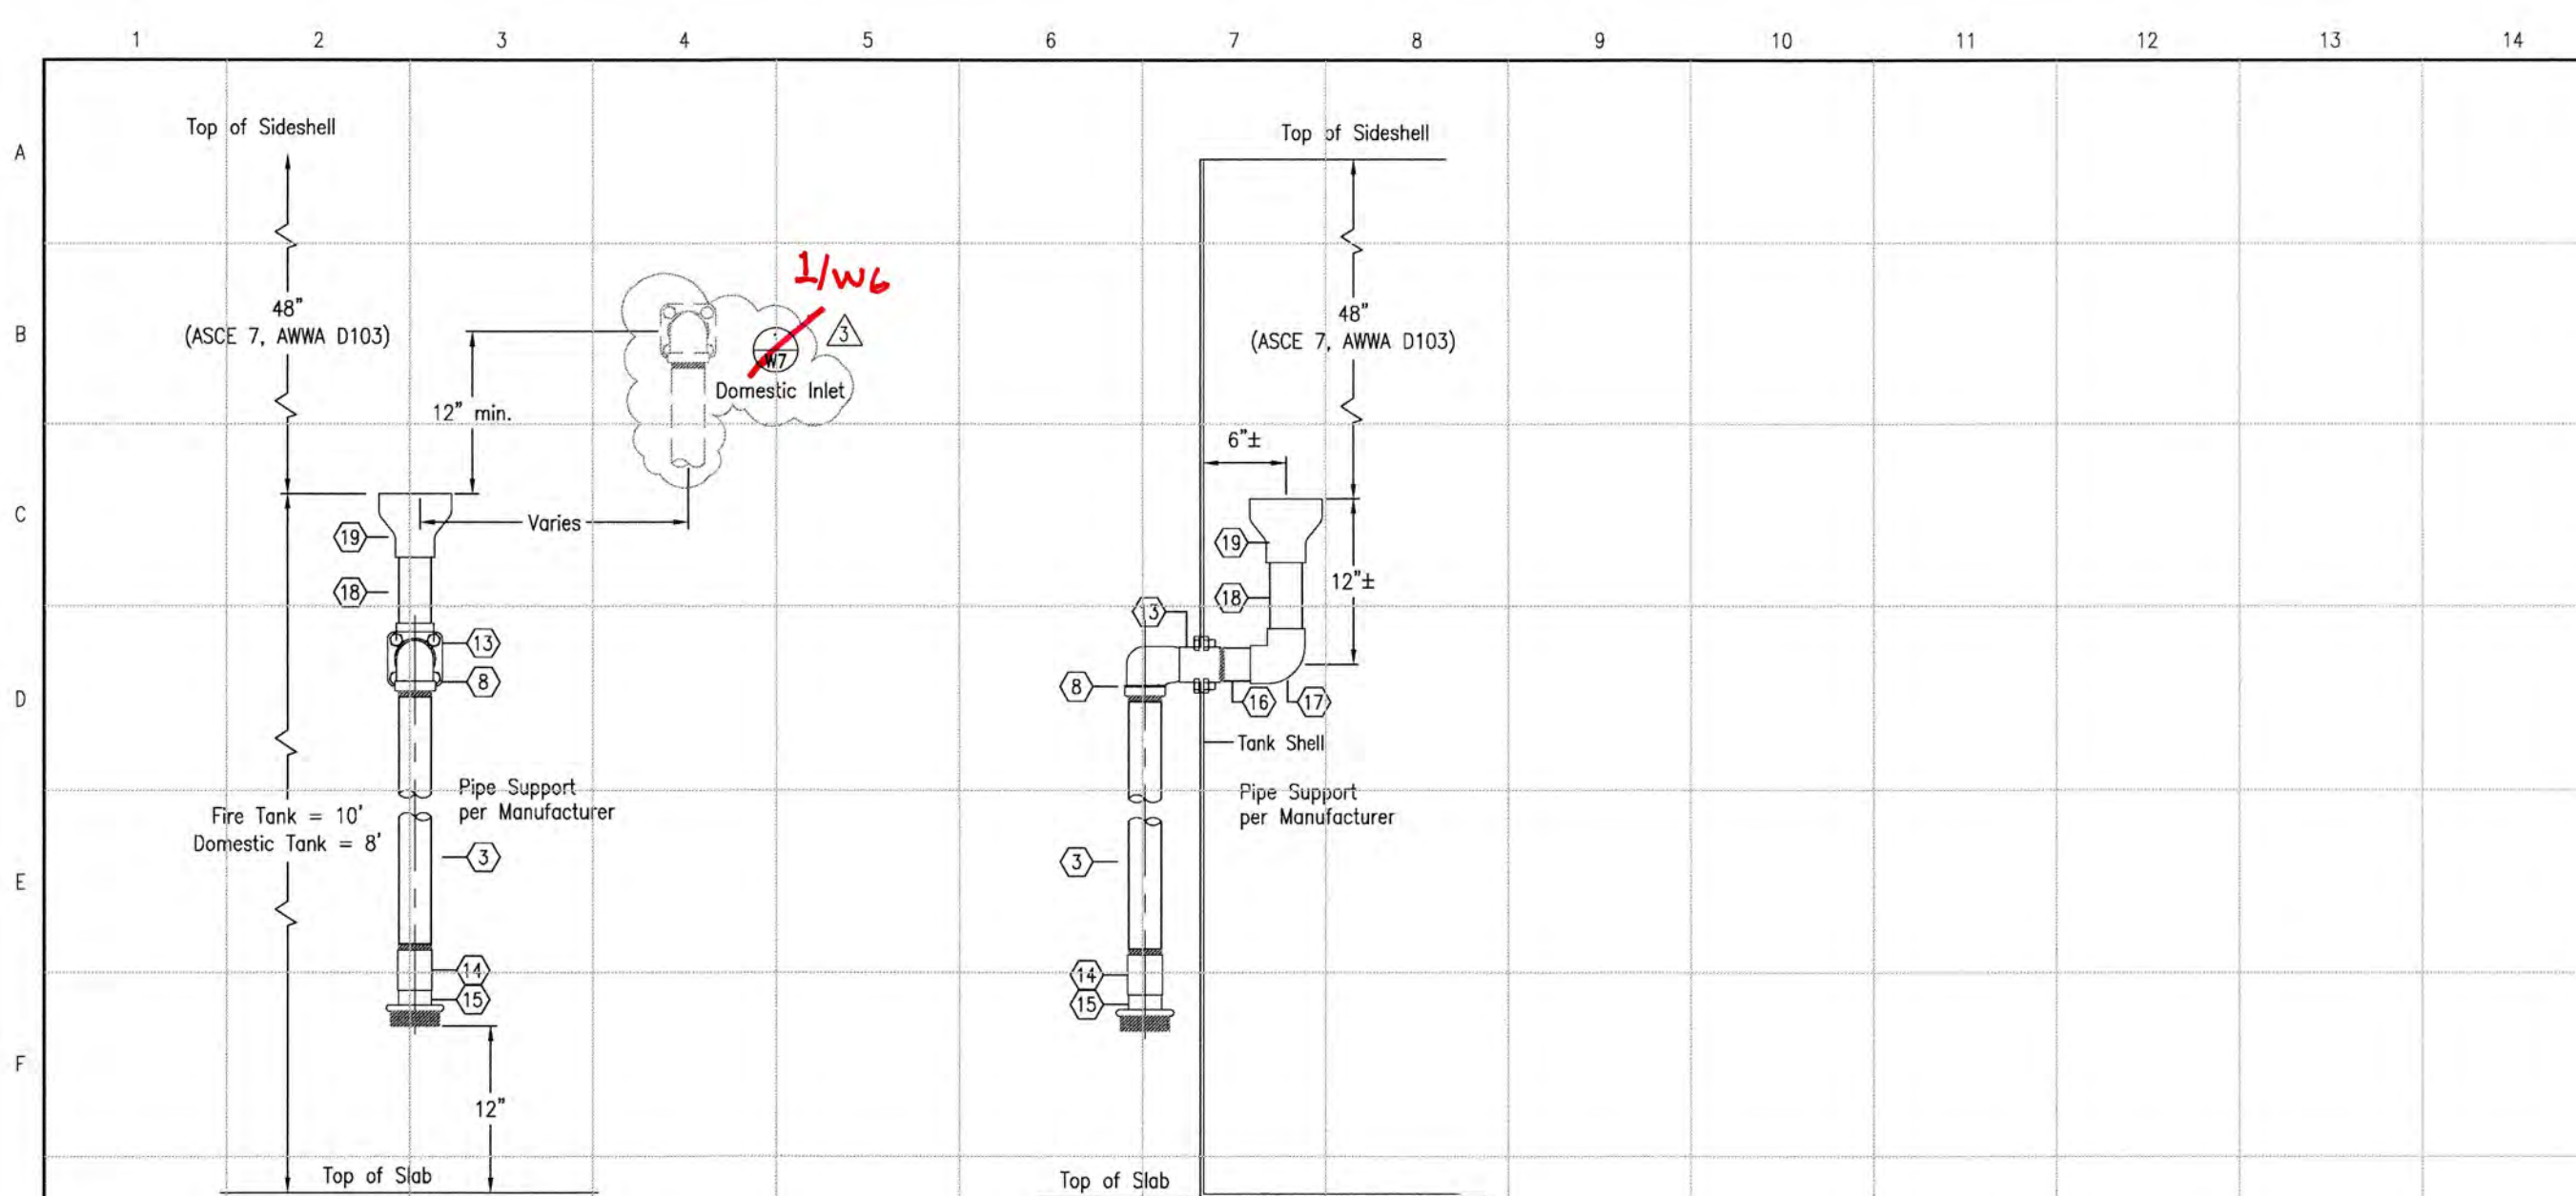 1 2 3 4 5 6 7 8 9 10 11 12 13 14
A
B
C
D
E
F
Top of Sideshell
48"
(ASCE 7, AWWA D103)
12" min.
1/W6
3
W7
Domestic Inlet
Varies
19
18
13
8
Fire Tank = 10'
Domestic Tank = 8'
Pipe Support
per Manufacturer
3
14
15
12"
Top of Slab
Top of Sideshell
48"
(ASCE 7, AWWA D103)
6"±
19
18
12"±
13
8
16
17
Tank Shell
Pipe Support
per Manufacturer
3
14
15
Top of Slab